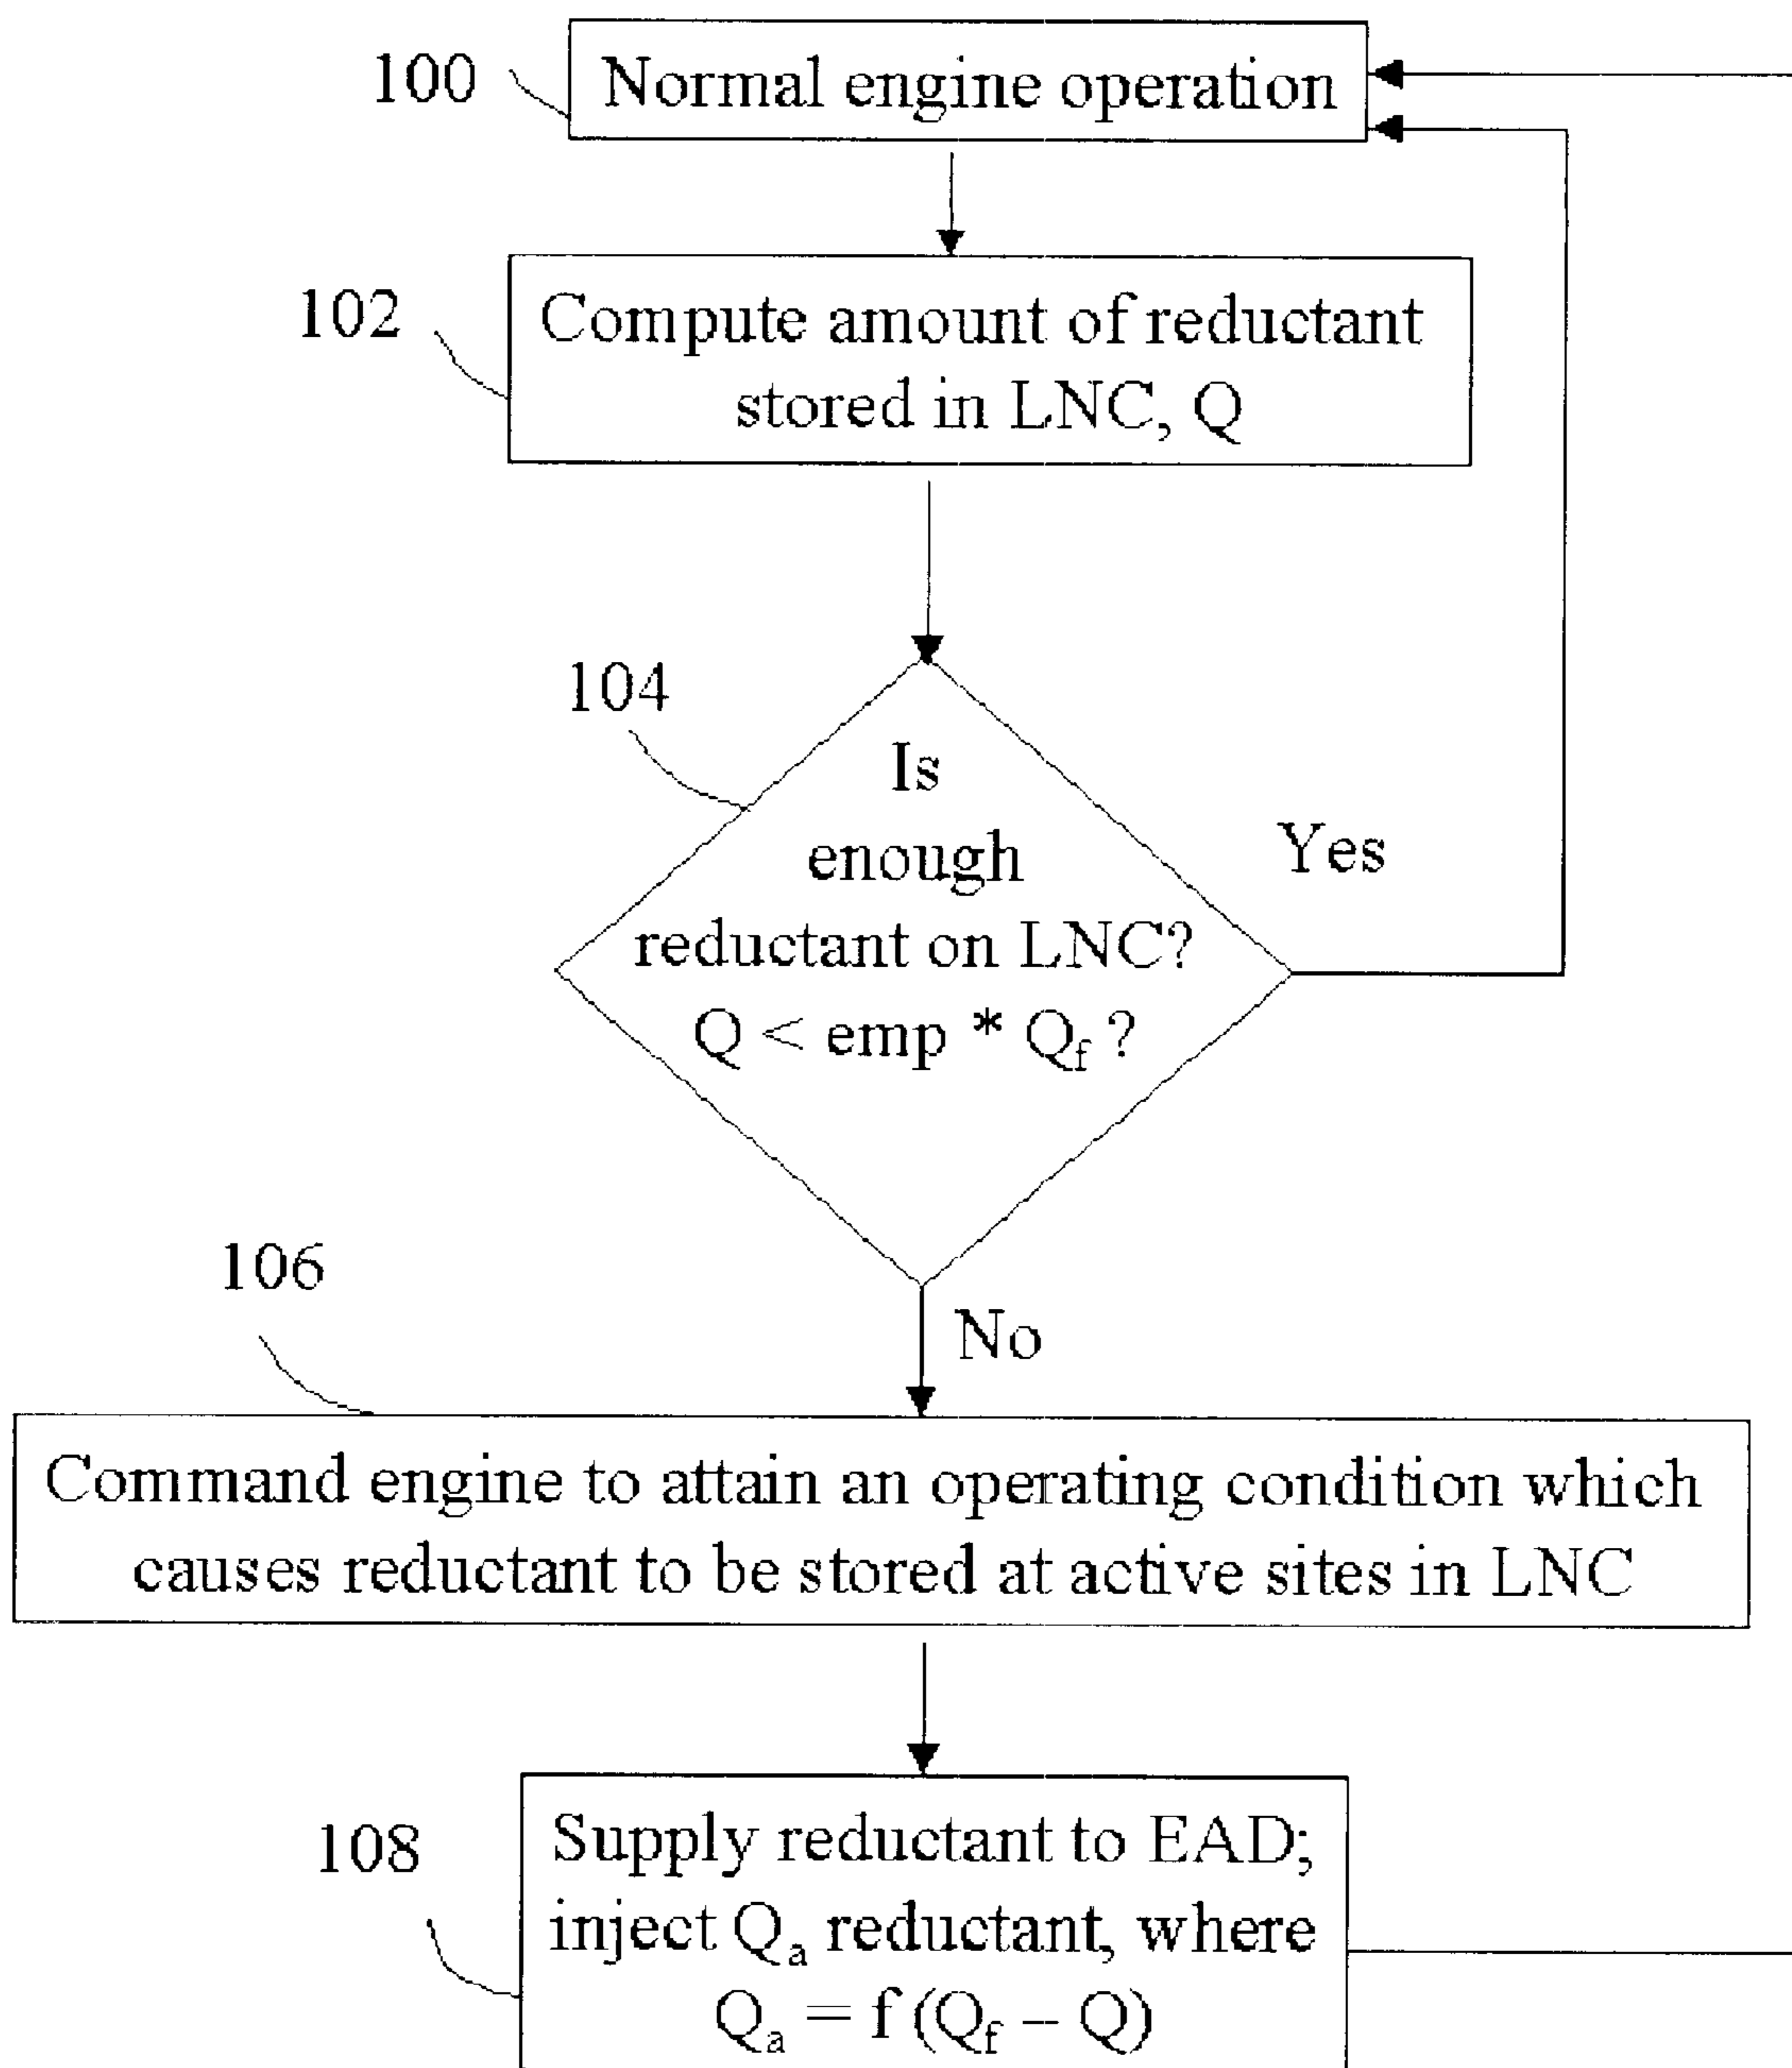 100
Normal engine operation
102
Compute amount of reductant
stored in LNC, Q
104
Is
enough
reductant on LNC?
Q < emp * Qf ?
Yes
No
106
Command engine to attain an operating condition which
causes reductant to be stored at active sites in LNC
108
Supply reductant to EAD;
inject Qa reductant, where
Qa = f (Qf – Q)